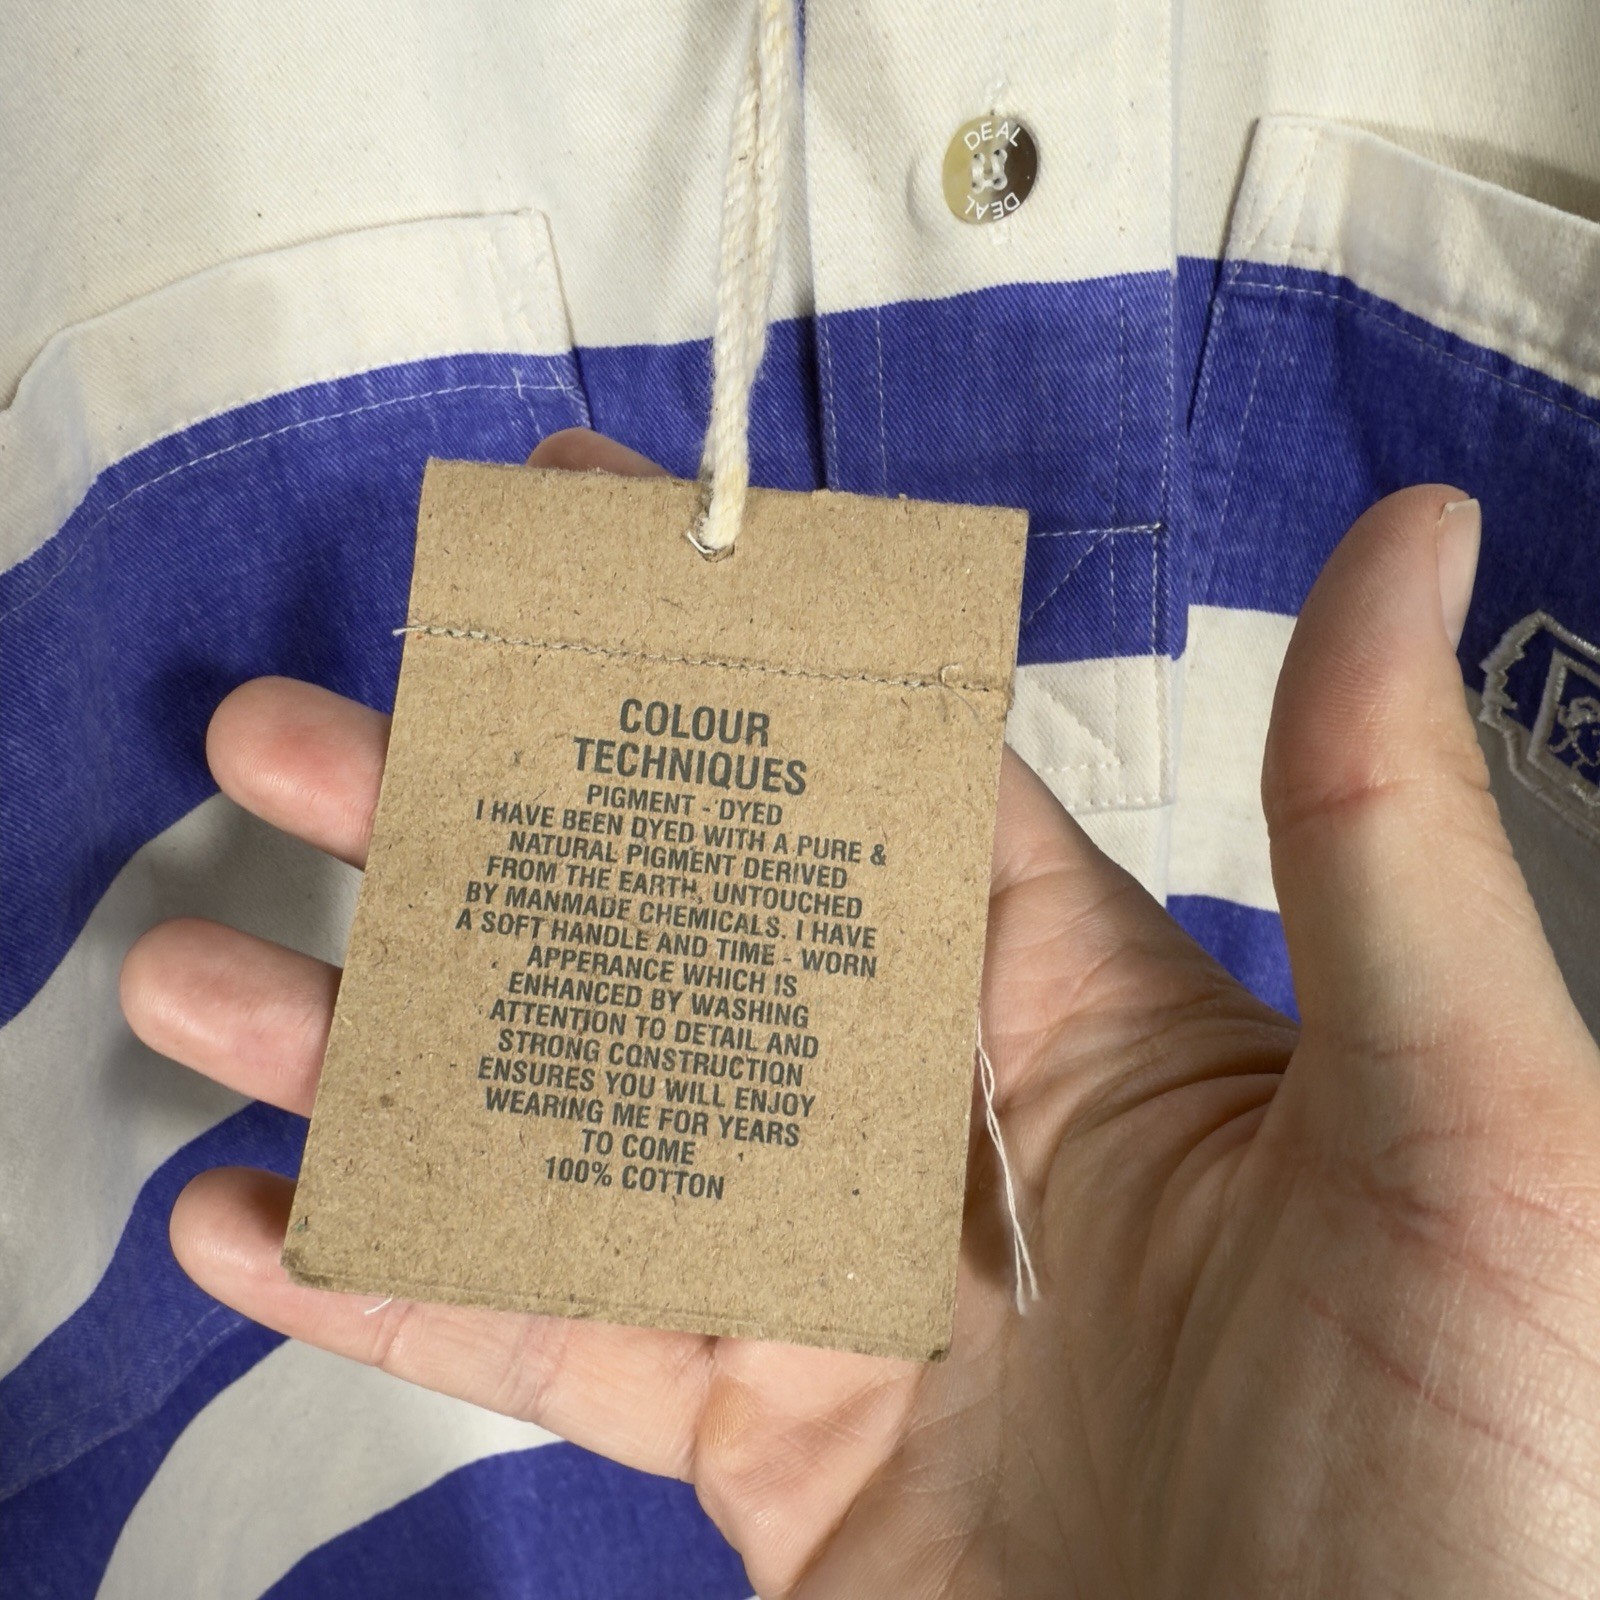 DEAL
DEAL
COLOUR
TECHNIQUES
PIGMENT - DYED
I HAVE BEEN DYED WITH A PURE &
NATURAL PIGMENT DERIVED
FROM THE EARTH, UNTOUCHED
BY MANMADE CHEMICALS. I HAVE
A SOFT HANDLE AND TIME - WORN
APPERANCE WHICH IS
ENHANCED BY WASHING
ATTENTION TO DETAIL AND
STRONG CONSTRUCTION
ENSURES YOU WILL ENJOY
WEARING ME FOR YEARS
TO COME
100% COTTON